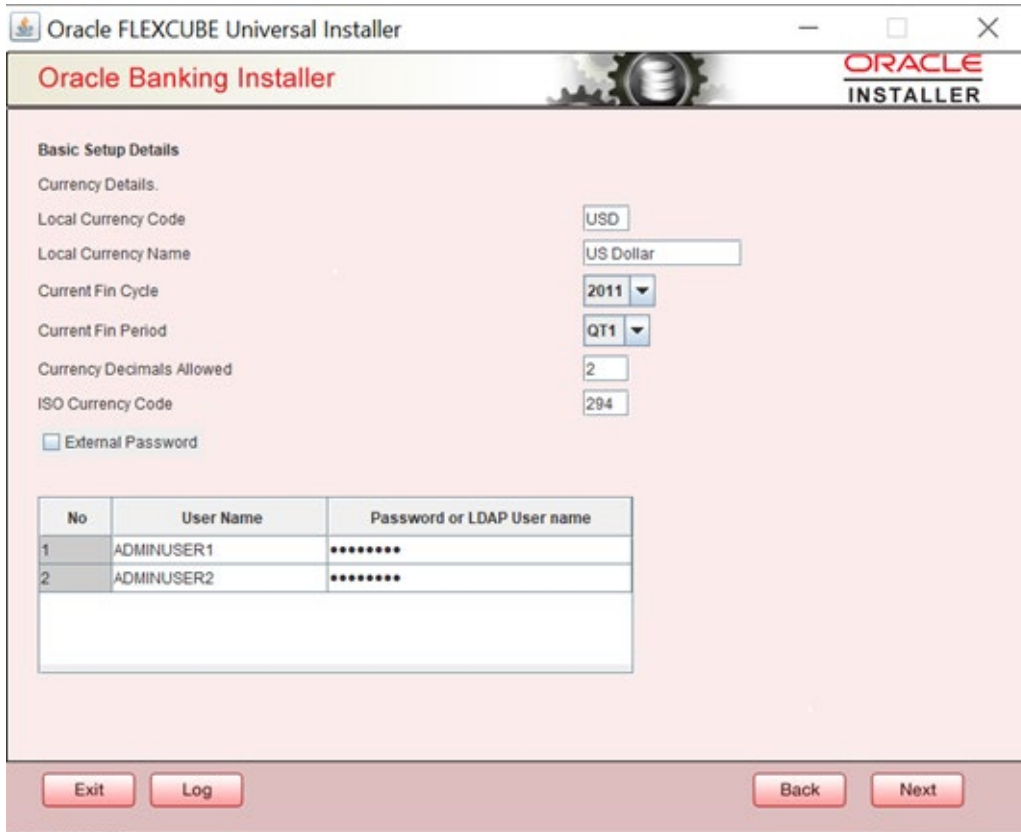 Oracle FLEXCUBE Universal Installer
Oracle Banking Installer
ORACLE
INSTALLER
Basic Setup Details
Currency Details.
Local Currency Code USD
Local Currency Name US Dollar
Current Fin Cycle 2011
Current Fin Period QT1
Currency Decimals Allowed 2
ISO Currency Code 294
External Password
No User Name Password or LDAP User name
1 ADMINUSER1 ••••••••
2 ADMINUSER2 ••••••••
Exit Log Back Next